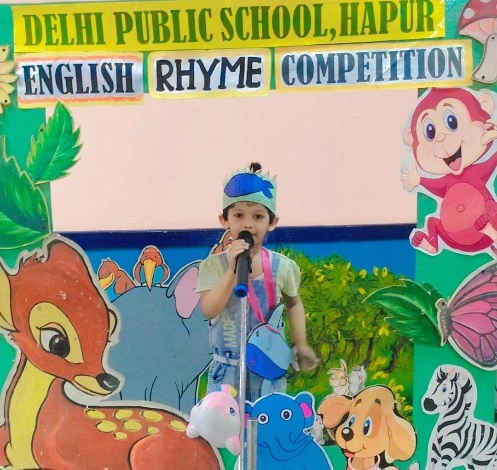 DELHI PUBLIC SCHOOL, HAPUR
ENGLISH RHYME COMPETITION